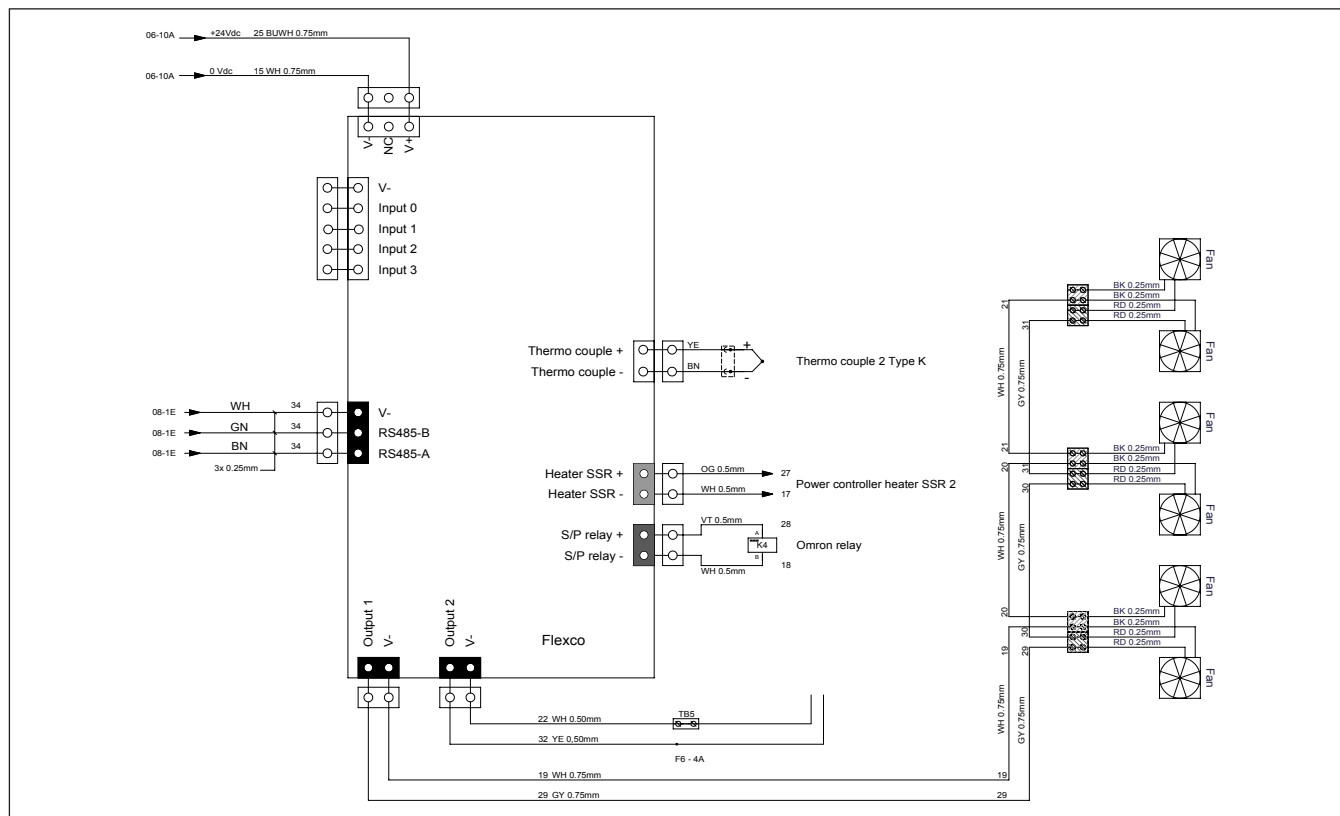 06-10A +24Vdc 25 BUWH 0.75mm
06-10A 0 Vdc 15 WH 0.75mm
V-
NC
V+
V-
Input 0
Input 1
Input 2
Input 3
Thermo couple + YE +
Thermo couple - BN -
Thermo couple 2 Type K
08-1E WH 34 V-
08-1E GN 34 RS485-B
08-1E BN 34 RS485-A
3x 0.25mm
Heater SSR + OG 0.5mm 27
Heater SSR - WH 0.5mm 17
Power controller heater SSR 2
S/P relay + VT 0.5mm 28
A
K4
B
Omron relay
S/P relay - WH 0.5mm 18
Output 1
V-
Output 2
V-
Flexco
22 WH 0.50mm TB5
32 YE 0,50mm
F6 - 4A
19 WH 0.75mm 19
29 GY 0.75mm 29
Fan
BK 0.25mm
BK 0.25mm
RD 0.25mm
RD 0.25mm
21
31
Fan
WH 0.75mm
GY 0.75mm
Fan
21
20
31
30
BK 0.25mm
BK 0.25mm
RD 0.25mm
RD 0.25mm
Fan
WH 0.75mm
GY 0.75mm
Fan
20
30
19
29
BK 0.25mm
BK 0.25mm
RD 0.25mm
RD 0.25mm
Fan
WH 0.75mm
GY 0.75mm